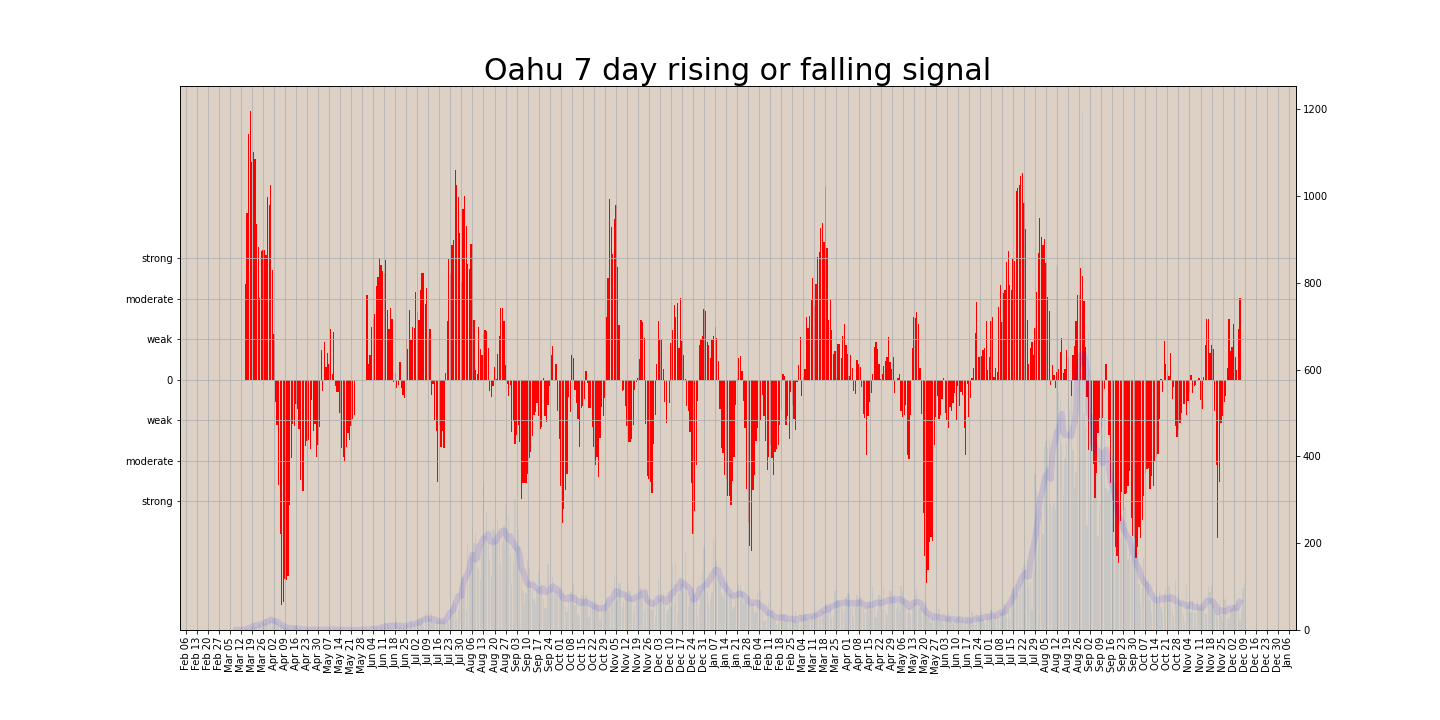 Oahu 7 day rising or falling signal
strong
moderate
weak
0
weak
moderate
strong
1200
1000
800
600
400
200
0
Feb 06
Feb 13
Feb 20
Feb 27
Mar 05
Mar 12
Mar 19
Mar 26
Apr 02
Apr 09
Apr 16
Apr 23
Apr 30
May 07
May 14
May 21
May 28
Jun 04
Jun 11
Jun 18
Jun 25
Jul 02
Jul 09
Jul 16
Jul 23
Jul 30
Aug 06
Aug 13
Aug 20
Aug 27
Sep 03
Sep 10
Sep 17
Sep 24
Oct 01
Oct 08
Oct 15
Oct 22
Oct 29
Nov 05
Nov 12
Nov 19
Nov 26
Dec 03
Dec 10
Dec 17
Dec 24
Dec 31
Jan 07
Jan 14
Jan 21
Jan 28
Feb 04
Feb 11
Feb 18
Feb 25
Mar 04
Mar 11
Mar 18
Mar 25
Apr 01
Apr 08
Apr 15
Apr 22
Apr 29
May 06
May 13
May 20
May 27
Jun 03
Jun 10
Jun 17
Jun 24
Jul 01
Jul 08
Jul 15
Jul 22
Jul 29
Aug 05
Aug 12
Aug 19
Aug 26
Sep 02
Sep 09
Sep 16
Sep 23
Sep 30
Oct 07
Oct 14
Oct 21
Oct 28
Nov 04
Nov 11
Nov 18
Nov 25
Dec 02
Dec 09
Dec 16
Dec 23
Dec 30
Jan 06